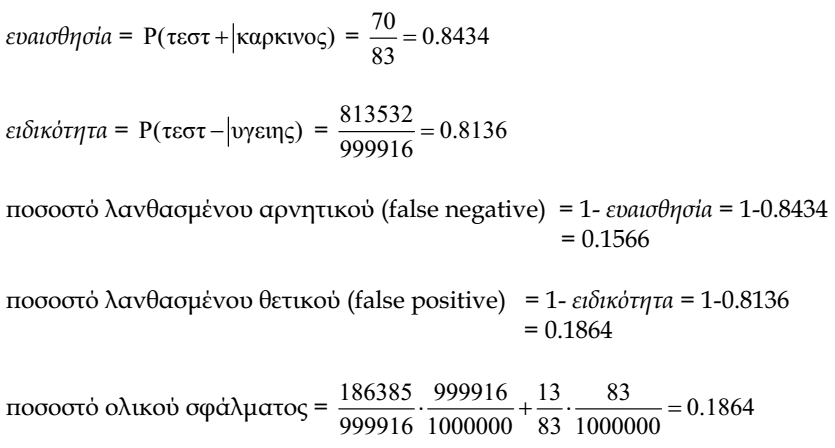 ευαισθησία = P(τεστ+|καρκινος) = 70/83 = 0.8434
ειδικότητα = P(τεστ−|υγειης) = 813532/999916 = 0.8136
ποσοστό λανθασμένου αρνητικού (false negative) = 1- ευαισθησία = 1-0.8434
= 0.1566
ποσοστό λανθασμένου θετικού (false positive) = 1- ειδικότητα = 1-0.8136
= 0.1864
ποσοστό ολικού σφάλματος = 186385/999916 · 999916/1000000 + 13/83 · 83/1000000 = 0.1864